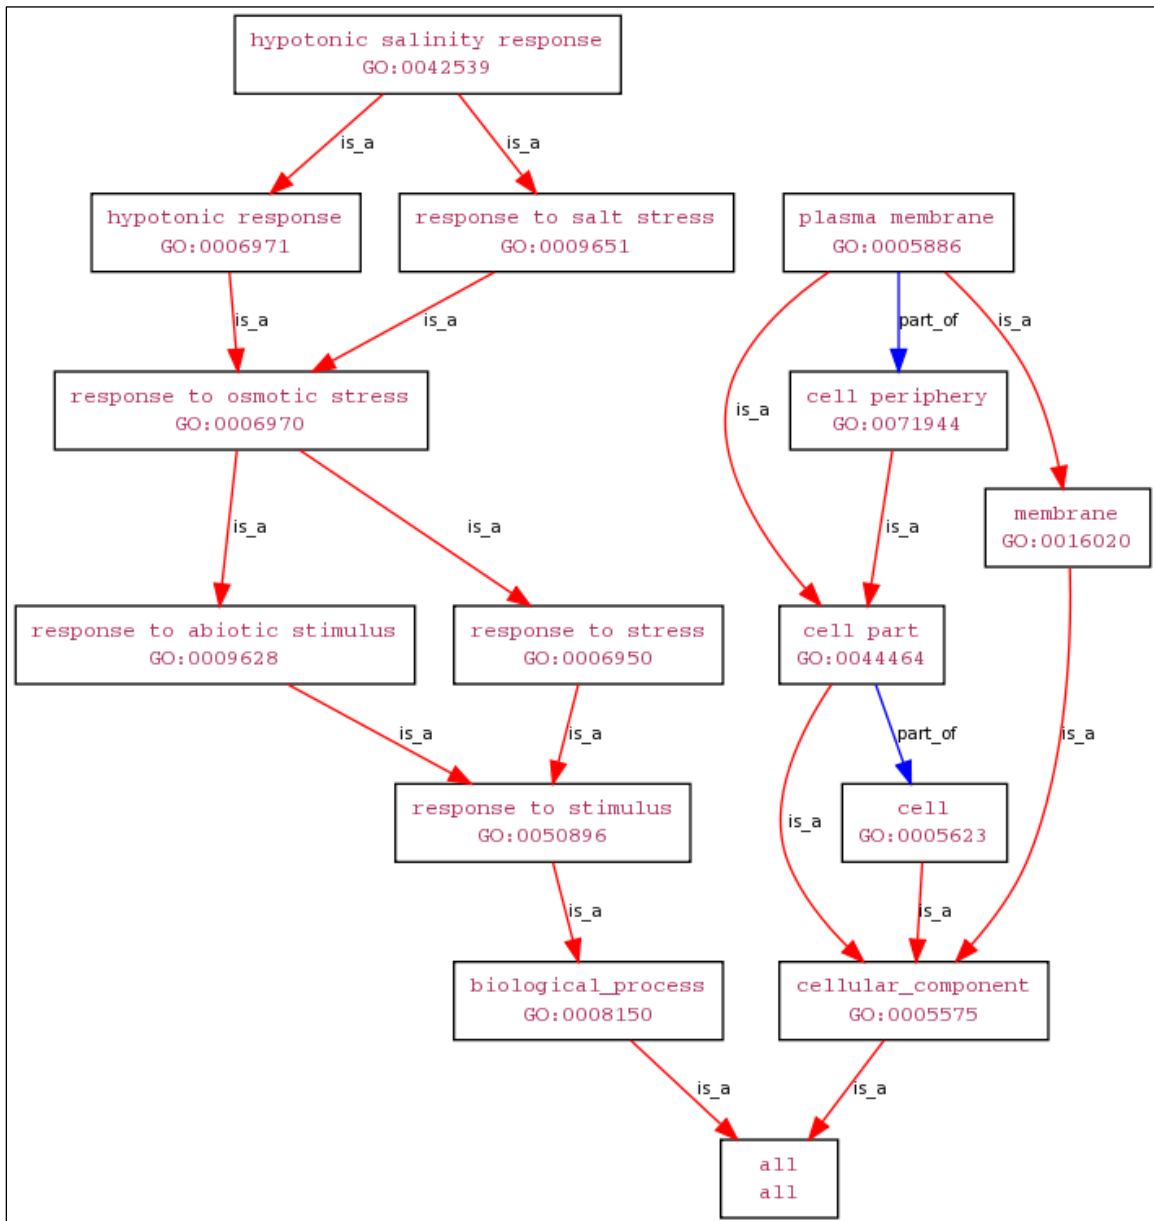 hypotonic salinity response
GO:0042539
is_a
is_a
hypotonic response
GO:0006971
response to salt stress
GO:0009651
plasma membrane
GO:0005886
is_a
is_a
part_of
is_a
response to osmotic stress
GO:0006970
is_a
cell periphery
GO:0071944
is_a
is_a
is_a
membrane
GO:0016020
response to abiotic stimulus
GO:0009628
response to stress
GO:0006950
cell part
GO:0044464
is_a
is_a
part_of
is_a
response to stimulus
GO:0050896
is_a
cell
GO:0005623
is_a
is_a
biological_process
GO:0008150
cellular_component
GO:0005575
is_a
is_a
all
all